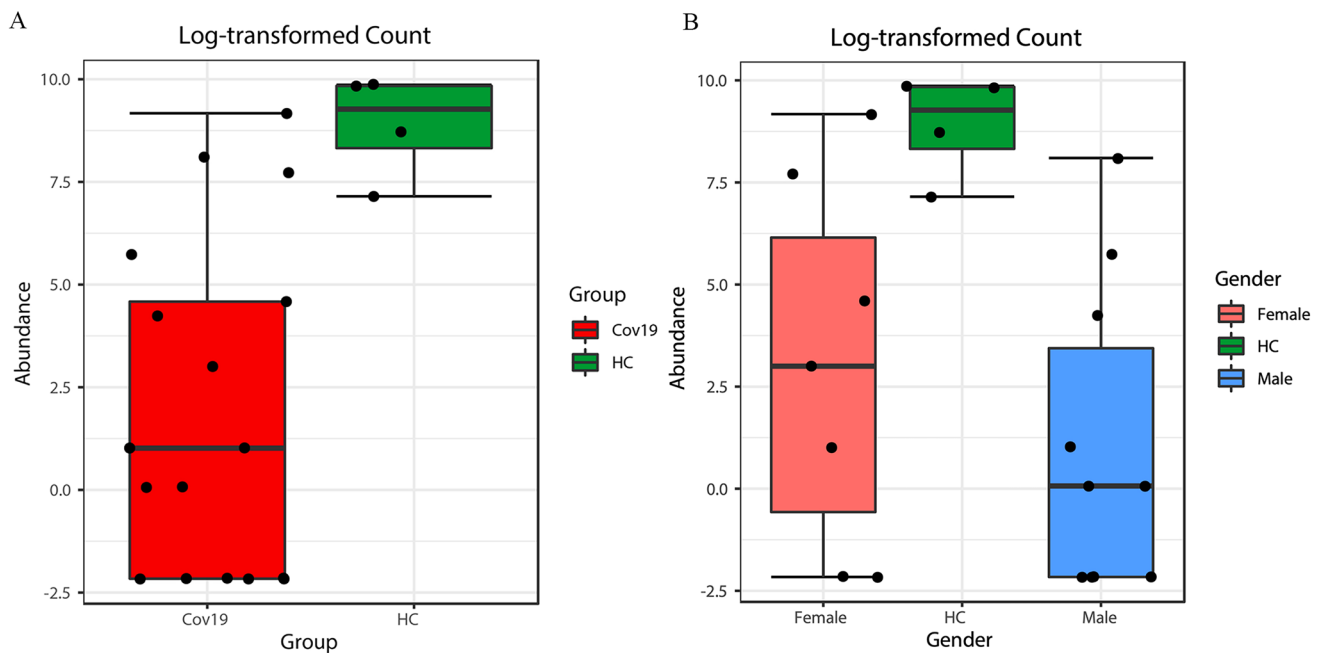 A
Log-transformed Count
10.0
7.5
5.0
2.5
0.0
-2.5
Abundance
Cov19
HC
Group
Group
Cov19
HC
B
Log-transformed Count
10.0
7.5
5.0
2.5
0.0
-2.5
Abundance
Female
HC
Male
Gender
Gender
Female
HC
Male